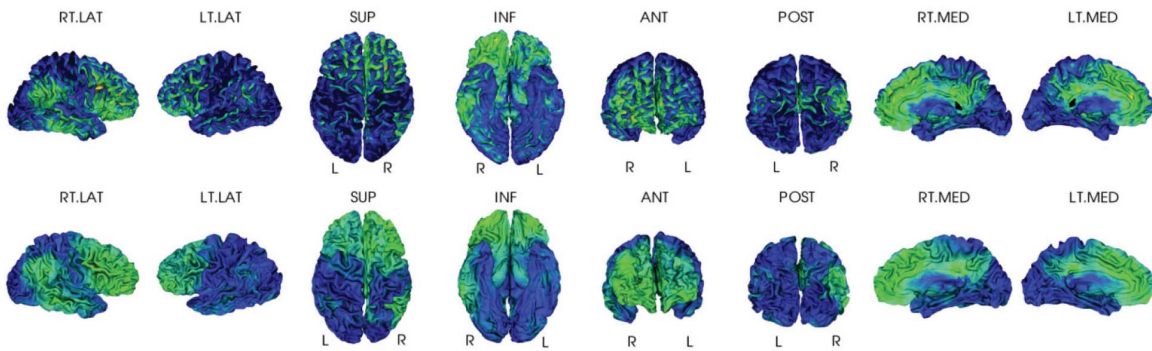 RT.LAT LT.LAT SUP INF ANT POST RT.MED LT.MED
L R R L R L L R
RT.LAT LT.LAT SUP INF ANT POST RT.MED LT.MED
L R R L R L L R